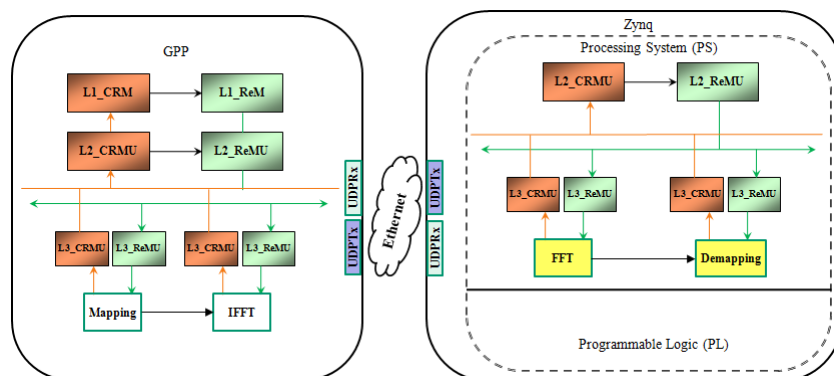 GPP
L1_CRM
L1_ReM
L2_CRMU
L2_ReMU
L3_CRMU
L3_ReMU
L3_CRMU
L3_ReMU
Mapping
IFFT
UDPRx
UDPTx
Ethernet
UDPTx
UDPRx
Zynq
Processing System (PS)
L2_CRMU
L2_ReMU
L3_CRMU
L3_ReMU
L3_CRMU
L3_ReMU
FFT
Demapping
Programmable Logic (PL)